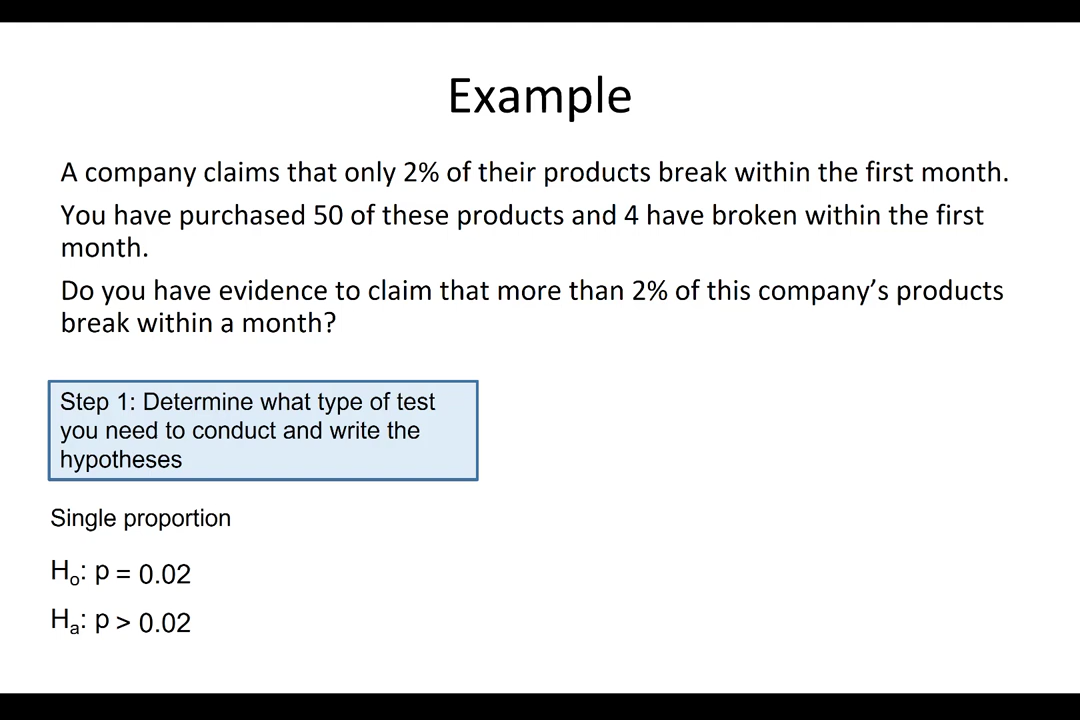 Example
A company claims that only 2% of their products break within the first month.
You have purchased 50 of these products and 4 have broken within the first
month.
Do you have evidence to claim that more than 2% of this company’s products
break within a month?
Step 1: Determine what type of test
you need to conduct and write the
hypotheses
Single proportion
Ho: p = 0.02
Ha: p > 0.02